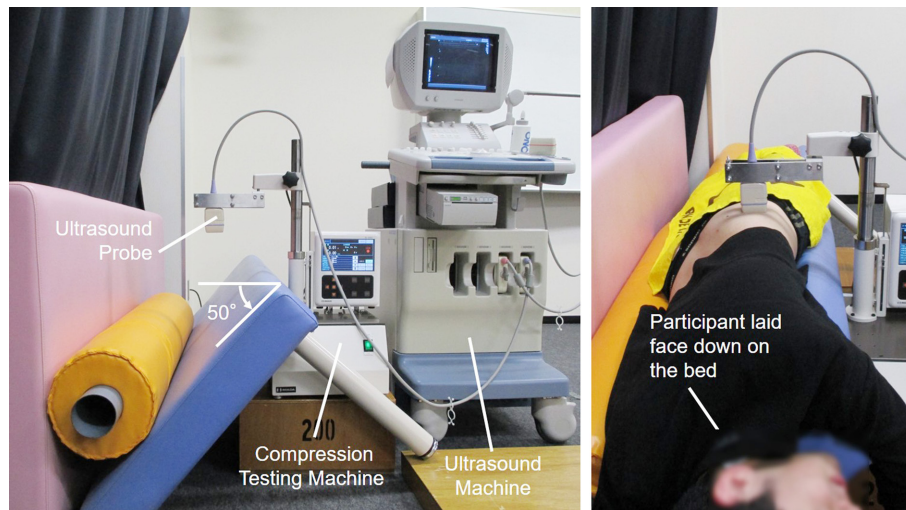 Ultrasound
Probe
50°
200
Compression
Testing Machine
Ultrasound
Machine
Participant laid
face down on
the bed